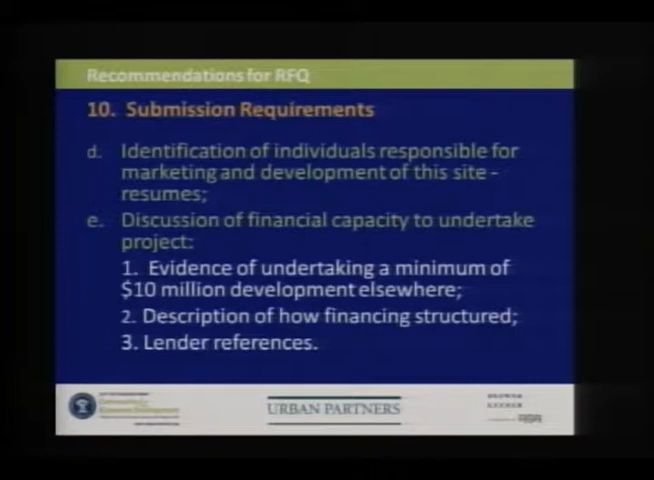 Recommendations for RFQ
10. Submission Requirements
d. Identification of individuals responsible for
marketing and development of this site -
resumes;
e. Discussion of financial capacity to undertake
project:
1. Evidence of undertaking a minimum of
$10 million development elsewhere;
2. Description of how financing structured;
3. Lender references.
URBAN PARTNERS